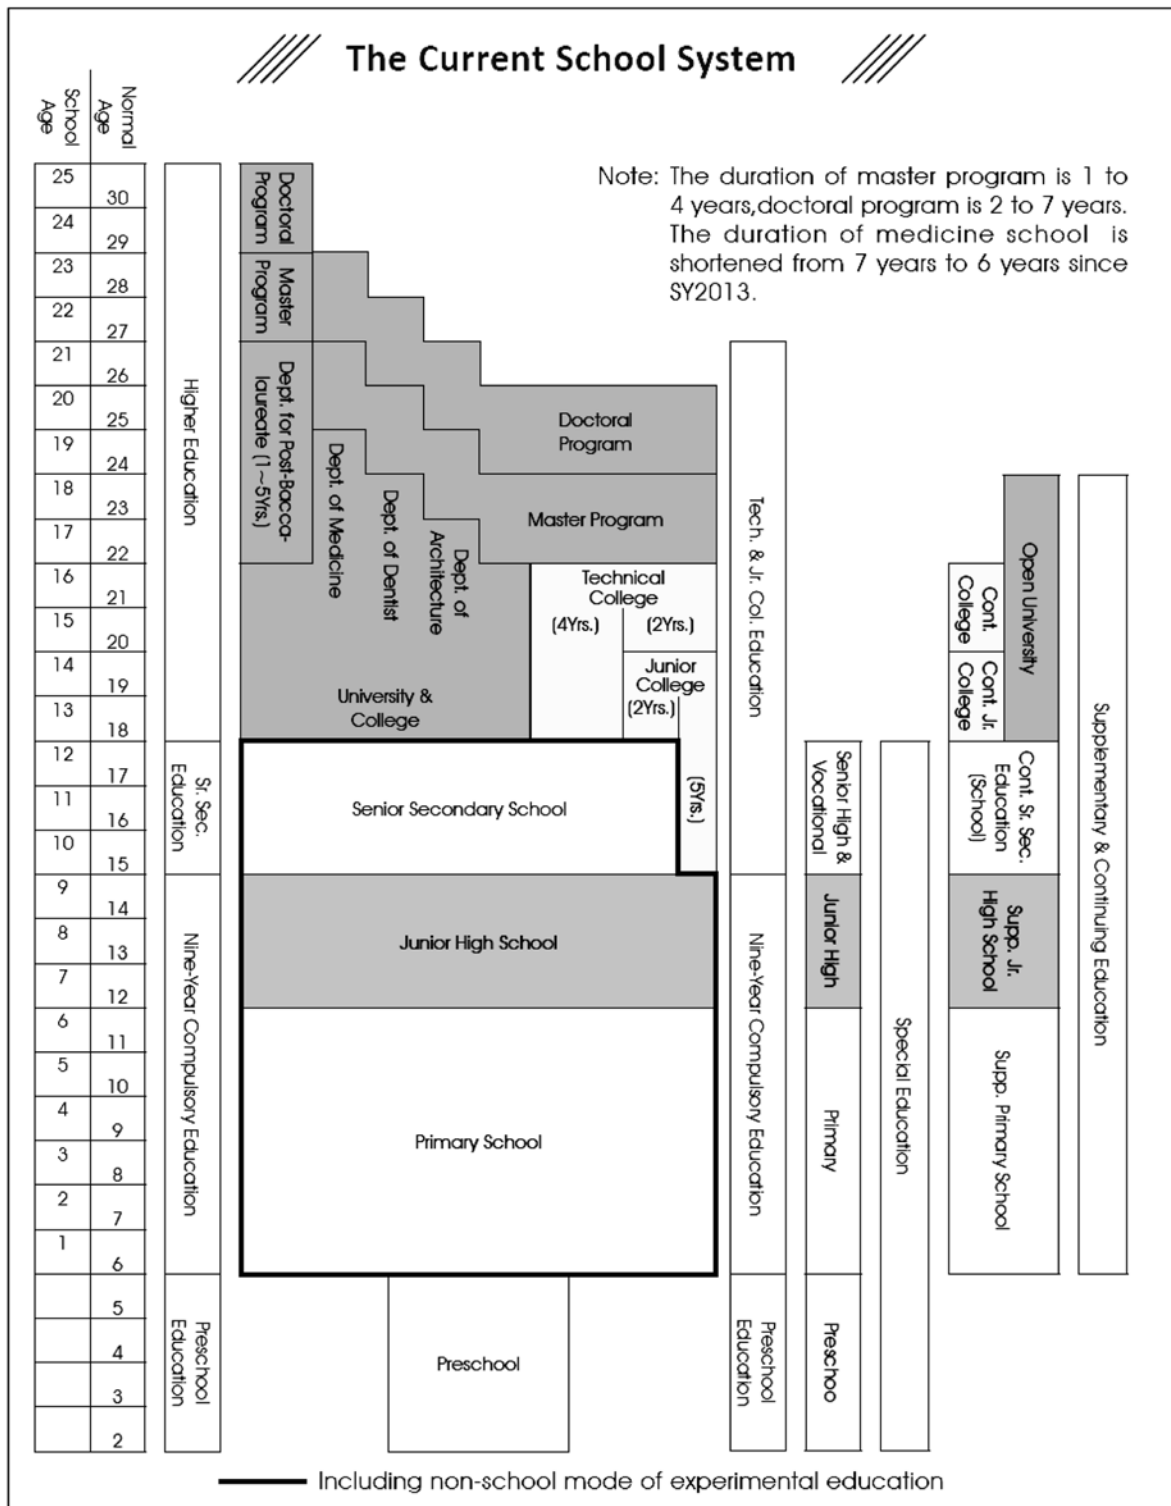 The Current School System
School
Age
Normal
Age
Note: The duration of master program is 1 to
4 years,doctoral program is 2 to 7 years.
The duration of medicine school is
shortened from 7 years to 6 years since
SY2013.
25
30
24
29
23
28
22
27
21
26
20
25
19
24
18
23
17
22
16
21
15
20
14
19
13
18
12
17
11
16
10
15
9
14
8
13
7
12
6
11
5
10
4
9
3
8
2
7
1
6
5
4
3
2
Higher Education
Sr. Sec.
Education
Nine-Year Compulsory Education
Preschool
Education
Doctoral
Program
Master
Program
Dept. for Post-Bacca-
laureate (1~5Yrs.)
Dept. of Medicine
Dept. of Dentist
Dept. of
Architecture
Doctoral
Program
Master Program
University &
College
Technical
College
(4Yrs.)
(2Yrs.)
Junior
College
(2Yrs.)
(5Yrs.)
Senior Secondary School
Junior High School
Primary School
Preschool
Tech. & Jr. Col. Education
Nine-Year Compulsory Education
Preschool
Education
Senior High &
Vocational
Junior High
Primary
Preschoo
Special Education
Open University
Cont.
College
Cont. Jr.
College
Cont. Sr. Sec.
Education
(School)
Supp. Jr.
High School
Supp. Primary School
Supplementary & Continuing Education
Including non-school mode of experimental education